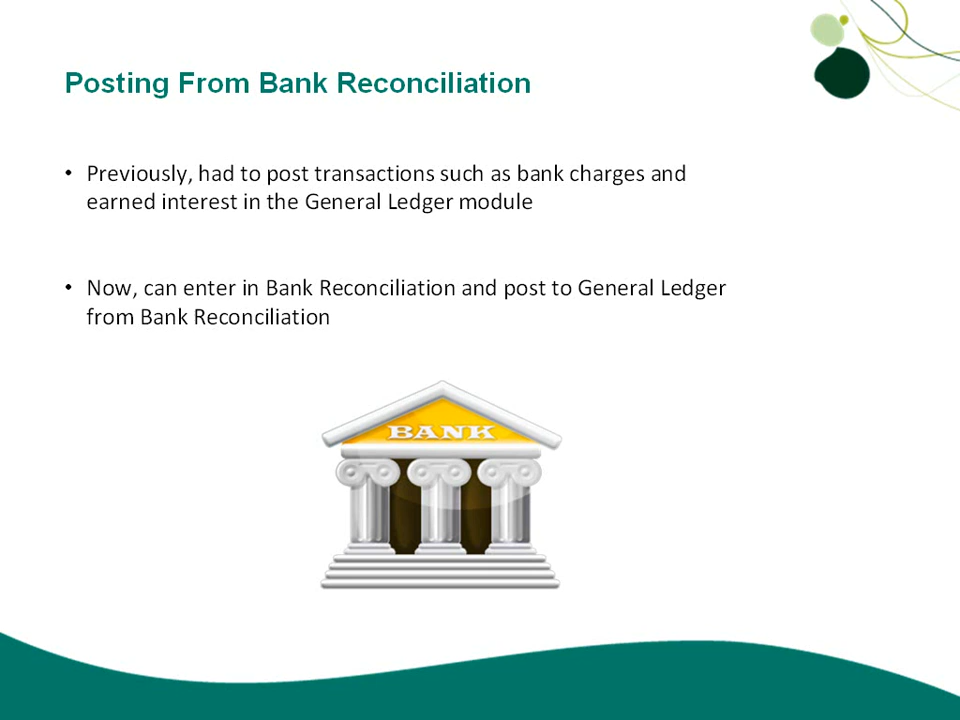 Posting From Bank Reconciliation
• Previously, had to post transactions such as bank charges and
earned interest in the General Ledger module
• Now, can enter in Bank Reconciliation and post to General Ledger
from Bank Reconciliation
BANK